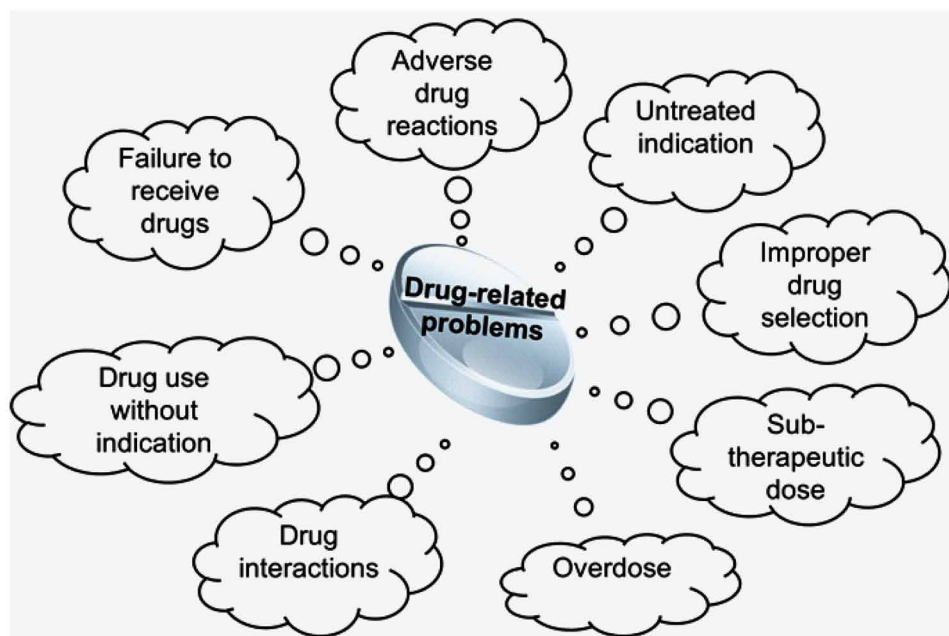 Adverse
drug
reactions
Untreated
indication
Failure to
receive
drugs
Improper
drug
selection
Drug-related
problems
Drug use
without
indication
Sub-
therapeutic
dose
Drug
interactions
Overdose